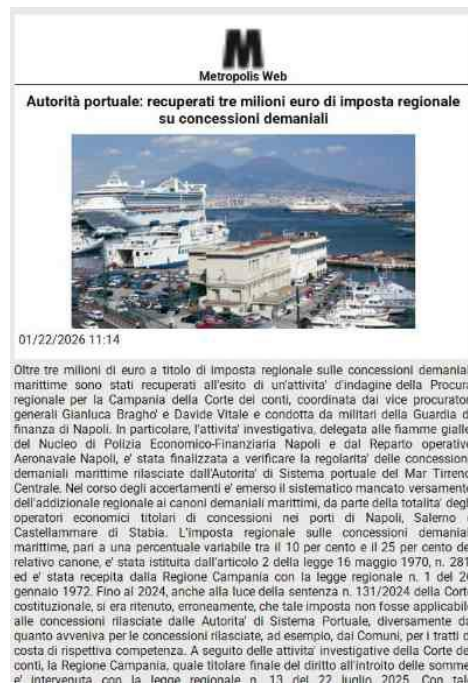 M
Metropolis Web
Autorità portuale: recuperati tre milioni euro di imposta regionale
su concessioni demaniali
01/22/2026 11:14
Oltre tre milioni di euro a titolo di imposta regionale sulle concessioni demanial
marittime sono stati recuperati all'esito di un'attivita' d'indagine della Procura
regionale per la Campania della Corte dei conti, coordinata dai vice procurator
generali Gianluca Bragho' e Davide Vitale e condotta da militari della Guardia d
finanza di Napoli. In particolare, l'attivita' investigativa, delegata alle fiamme gialle
del Nucleo di Polizia Economico-Finanziaria Napoli e dal Reparto operativo
Aeronavale Napoli, e' stata finalizzata a verificare la regolarita' delle concession
demaniali marittime rilasciate dall'Autorita' di Sistema portuale del Mar Tirreno
Centrale. Nel corso degli accertamenti e' emerso il sistematico mancato versamento
dell'addizionale regionale ai canoni demaniali marittimi, da parte della totalita' degl
operatori economici titolari di concessioni nei porti di Napoli, Salerno
Castellammare di Stabia. L'imposta regionale sulle concessioni demanial
marittime, pari a una percentuale variabile tra il 10 per cento e il 25 per cento de
relativo canone, e' stata istituita dall'articolo 2 della legge 16 maggio 1970, n. 281
ed e' stata recepita dalla Regione Campania con la legge regionale n. 1 del 26
gennaio 1972. Fino al 2024, anche alla luce della sentenza n. 131/2024 della Corte
costituzionale, si era ritenuto, erroneamente, che tale imposta non fosse applicabile
alle concessioni rilasciate dalle Autorita' di Sistema Portuale, diversamente da
quanto avveniva per le concessioni rilasciate, ad esempio, dai Comuni, per i tratti d
costa di rispettiva competenza. A seguito delle attivita' investigative della Corte de
conti, la Regione Campania, quale titolare finale del diritto all'introito delle somme
e' intervenuta con la legge regionale n. 13 del 22 luglio 2025. Con tale